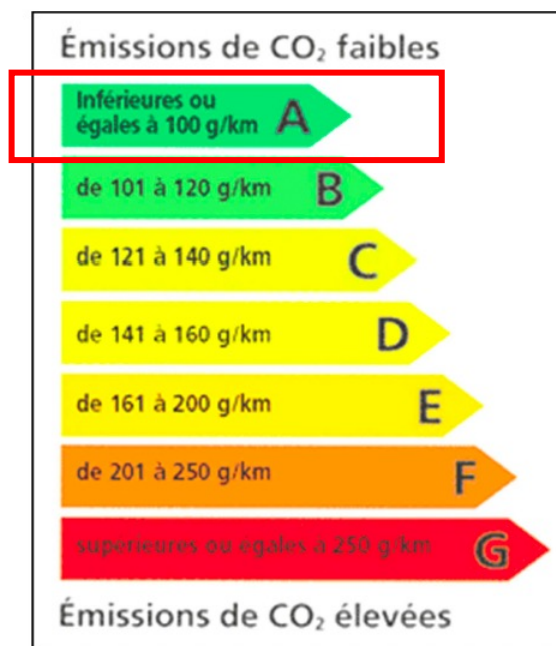 Émissions de CO₂ faibles
Inférieures ou
égales à 100 g/km A
de 101 à 120 g/km B
de 121 à 140 g/km C
de 141 à 160 g/km D
de 161 à 200 g/km E
de 201 à 250 g/km F
superieures ou égales à 250 g/km G
Émissions de CO₂ élevées